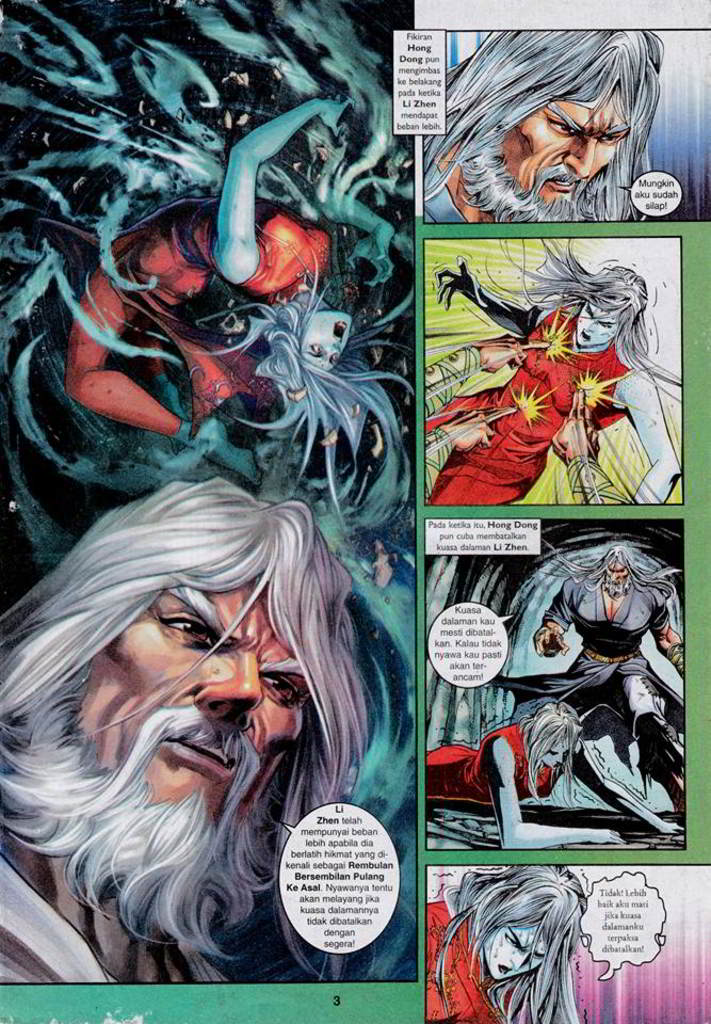 Li
Zhen telah
mempunyai beban
lebih apabila dia
berlatih hikmat yang di-
kenali sebagai Rembulan
Bersembilan Pulang
Ke Asal. Nyawanya tentu
akan melayang jika
kuasa dalamannya
tidak dibatalkan
dengan
segera!
Fikiran
Hong
Dong pun
mengimbas
ke belakang
pada ketika
Li Zhen
mendapat
beban lebih.
Mungkin
aku sudah
silap!
Pada ketika itu, Hong Dong
pun cuba membatalkan
kuasa dalaman Li Zhen.
Kuasa
dalaman kau
mesti dibatal-
kan. Kalau tidak
nyawa kau pasti
akan ter-
ancam!
Tidak! Lebih
baik aku mati
jika kuasa
dalamanku
terpaksa
dibatalkan!
3